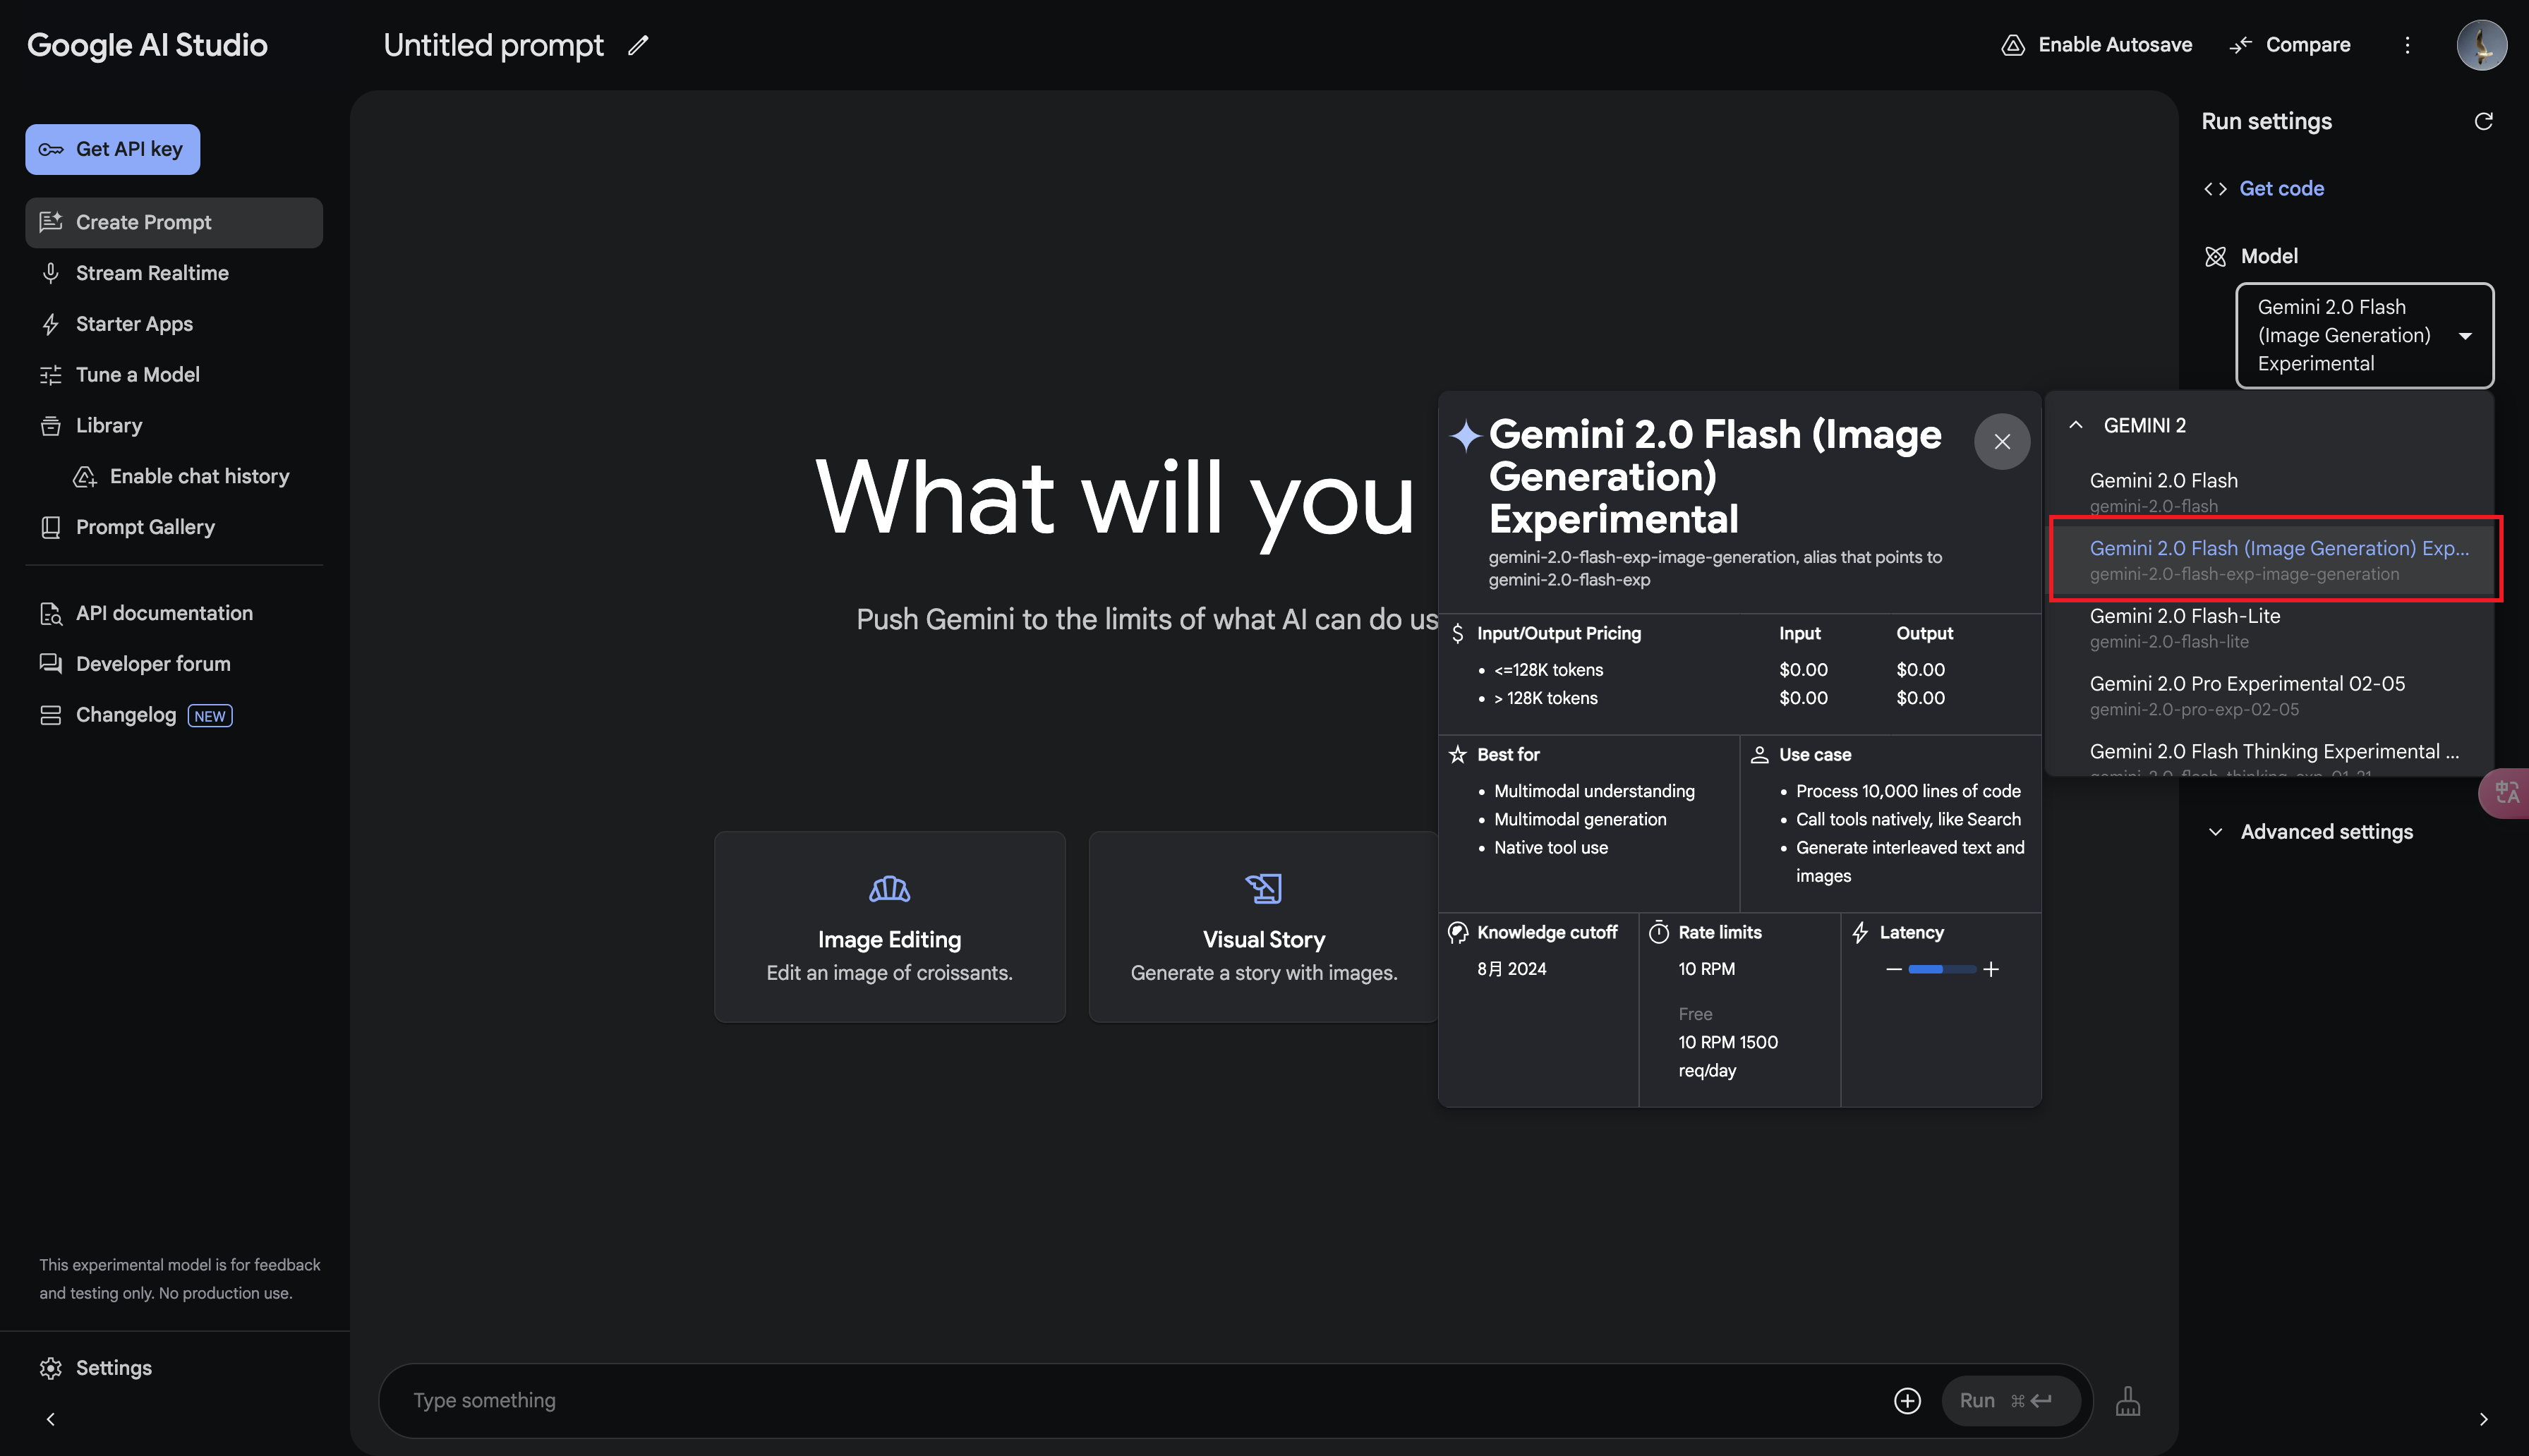 Google AI Studio
Untitled prompt
Enable Autosave
Compare
Get API key
Create Prompt
Stream Realtime
Starter Apps
Tune a Model
Library
Enable chat history
Prompt Gallery
API documentation
Developer forum
Changelog NEW
This experimental model is for feedback
and testing only. No production use.
Settings
What will you
Push Gemini to the limits of what AI can do us
Image Editing
Edit an image of croissants.
Visual Story
Generate a story with images.
Type something
Run ⌘↵
Gemini 2.0 Flash (Image
Generation)
Experimental
gemini-2.0-flash-exp-image-generation, alias that points to
gemini-2.0-flash-exp
Input/Output Pricing Input Output
<=128K tokens $0.00 $0.00
> 128K tokens $0.00 $0.00
Best for
Multimodal understanding
Multimodal generation
Native tool use
Use case
Process 10,000 lines of code
Call tools natively, like Search
Generate interleaved text and
images
Knowledge cutoff
8月 2024
Rate limits
10 RPM
Free
10 RPM 1500
req/day
Latency
Run settings
Get code
Model
Gemini 2.0 Flash
(Image Generation)
Experimental
GEMINI 2
Gemini 2.0 Flash
gemini-2.0-flash
Gemini 2.0 Flash (Image Generation) Exp...
gemini-2.0-flash-exp-image-generation
Gemini 2.0 Flash-Lite
gemini-2.0-flash-lite
Gemini 2.0 Pro Experimental 02-05
gemini-2.0-pro-exp-02-05
Gemini 2.0 Flash Thinking Experimental ...
gemini-2.0-flash-thinking-exp-01-21
中A
Advanced settings